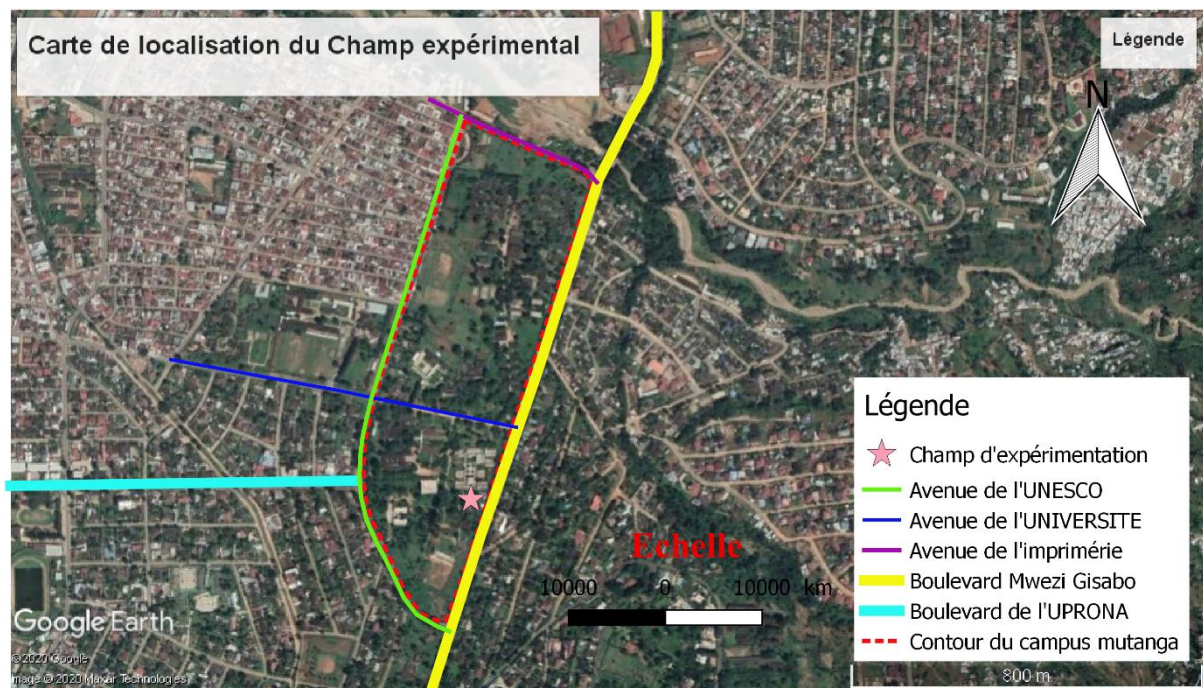 Carte de localisation du Champ expérimental
Légende
N
Légende
Champ d'expérimentation
Avenue de l'UNESCO
Avenue de l'UNIVERSITE
Avenue de l'imprimérie
Boulevard Mwezi Gisabo
Boulevard de l'UPRONA
Contour du campus mutanga
Echelle
10000 0 10000 km
Google Earth
© 2020 Google
Image © 2020 Maxar Technologies
800 m